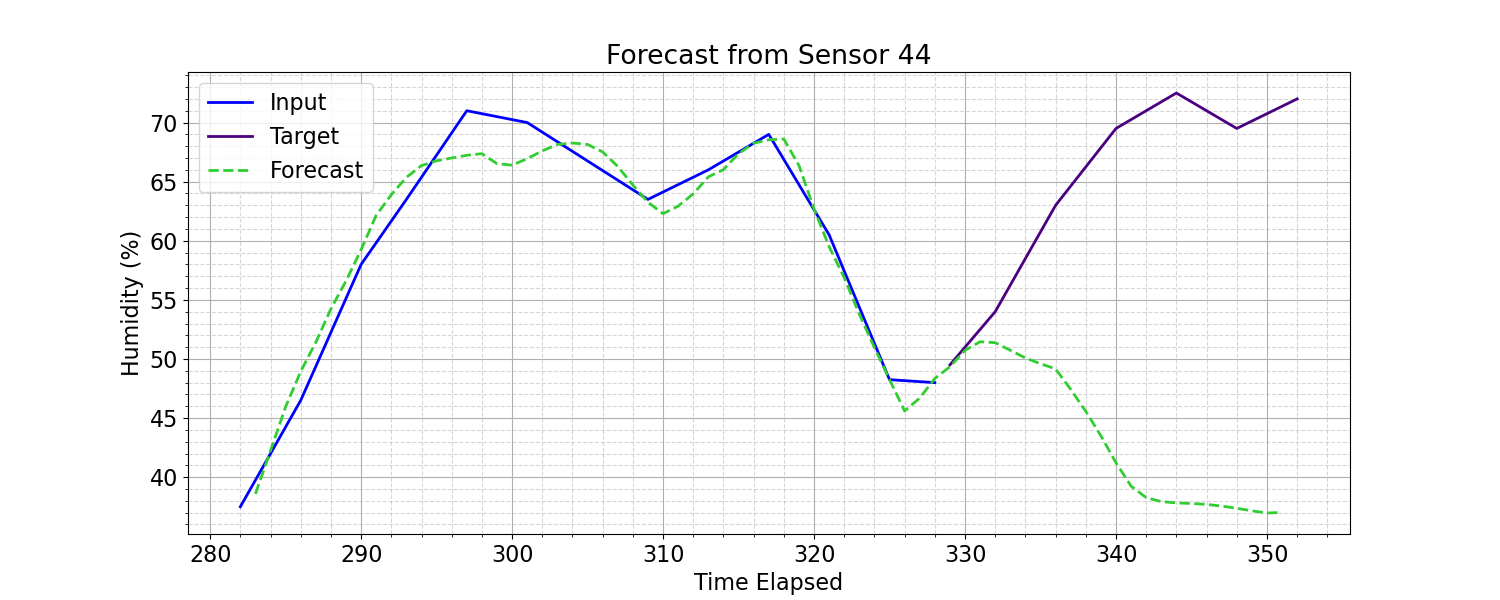 Forecast from Sensor 44
Input
Target
Forecast
Humidity (%)
70
65
60
55
50
45
40
280 290 300 310 320 330 340 350
Time Elapsed